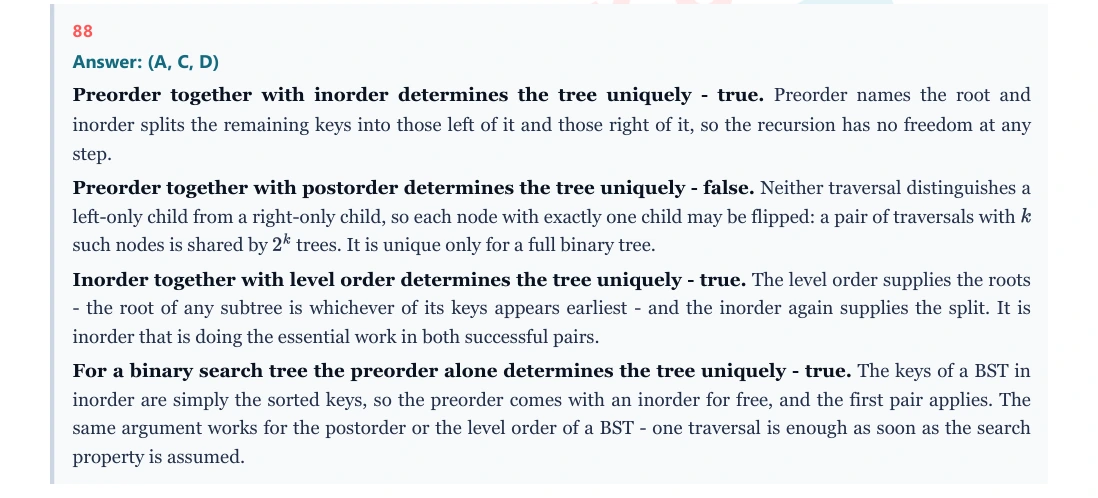 88
Answer: (A, C, D)
Preorder together with inorder determines the tree uniquely - true. Preorder names the root and
inorder splits the remaining keys into those left of it and those right of it, so the recursion has no freedom at any
step.
Preorder together with postorder determines the tree uniquely - false. Neither traversal distinguishes a
left-only child from a right-only child, so each node with exactly one child may be flipped: a pair of traversals with k
such nodes is shared by 2^k trees. It is unique only for a full binary tree.
Inorder together with level order determines the tree uniquely - true. The level order supplies the roots
- the root of any subtree is whichever of its keys appears earliest - and the inorder again supplies the split. It is
inorder that is doing the essential work in both successful pairs.
For a binary search tree the preorder alone determines the tree uniquely - true. The keys of a BST in
inorder are simply the sorted keys, so the preorder comes with an inorder for free, and the first pair applies. The
same argument works for the postorder or the level order of a BST - one traversal is enough as soon as the search
property is assumed.